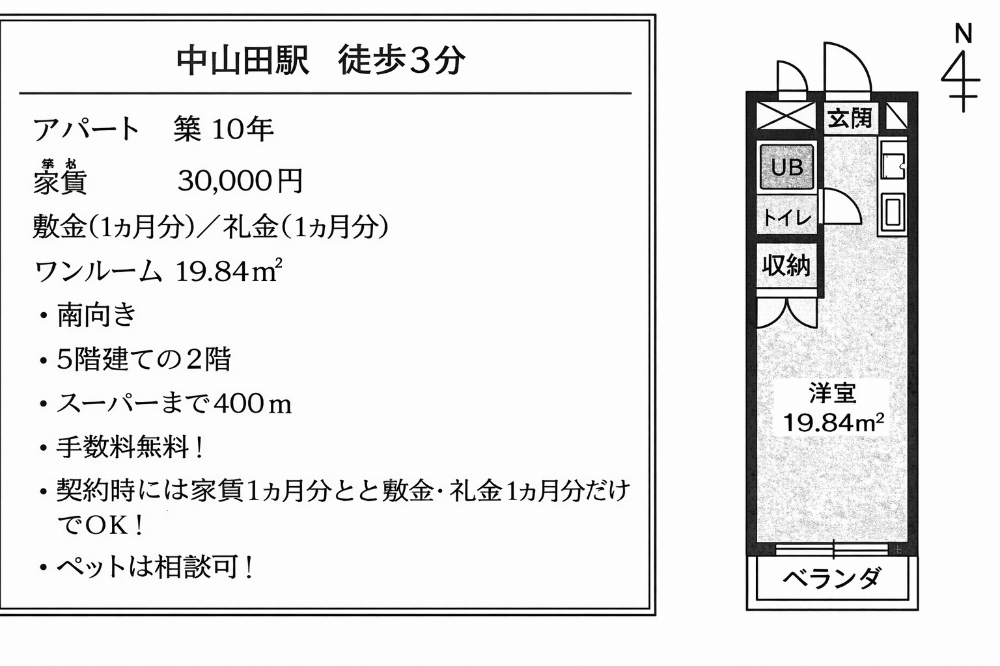 中山田駅 徒歩3分
アパート 築 10年
家賃 30,000円
敷金(1ヵ月分)／礼金(1ヵ月分)
ワンルーム 19.84m²
・南向き
・5階建ての2階
・スーパーまで400m
・手数料無料！
・契約時には家賃1ヵ月分とと敷金・礼金1ヵ月分だけ
でOK！
・ペットは相談可！
N
玄関
UB
トイレ
収納
洋室
19.84m²
ベランダ